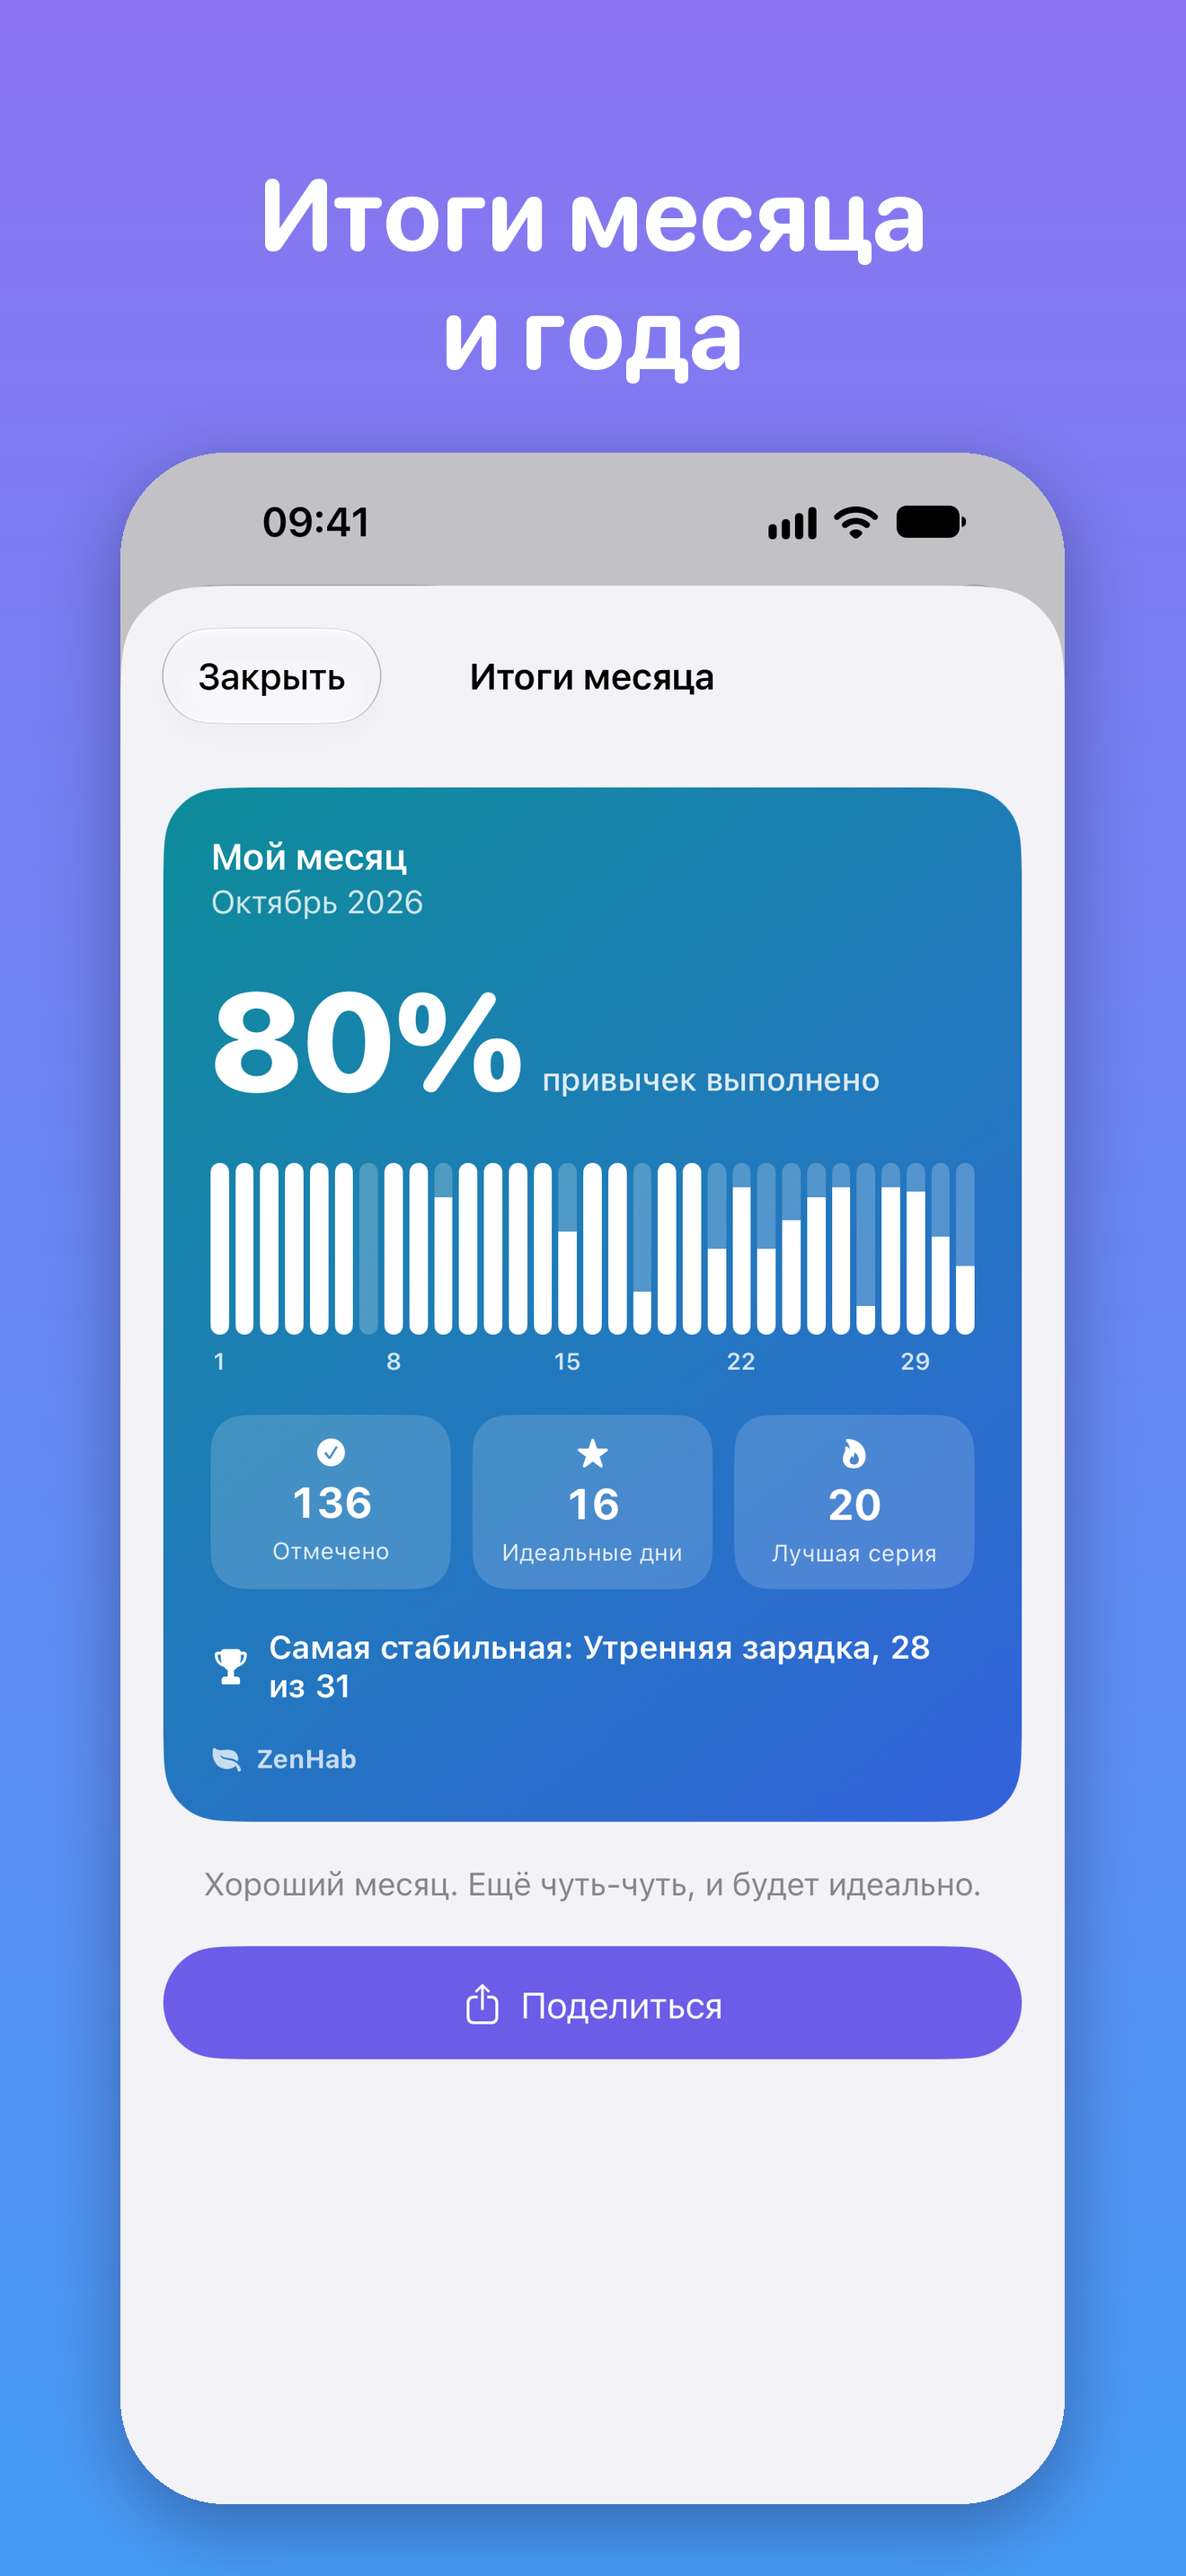 Итоги месяца
и года
09:41
Закрыть
Итоги месяца
Мой месяц
Октябрь 2026
80% привычек выполнено
1 8 15 22 29
136
Отмечено
16
Идеальные дни
20
Лучшая серия
Самая стабильная: Утренняя зарядка, 28
из 31
ZenHab
Хороший месяц. Ещё чуть-чуть, и будет идеально.
Поделиться